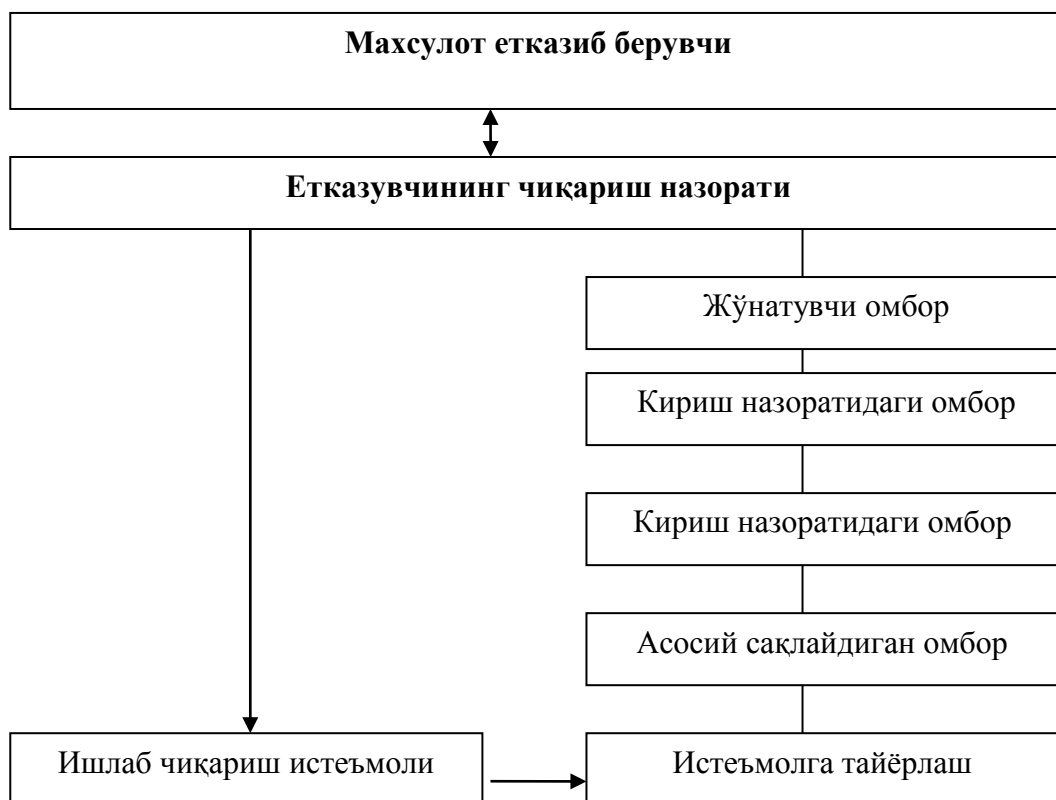 Махсулот етказиб берувчи
Етказувчининг чиқариш назорати
Жўнатувчи омбор
Кириш назоратидаги омбор
Кириш назоратидаги омбор
Асосий сақлайдиган омбор
Ишлаб чиқариш истеъмоли
Истеъмолга тайёрлаш